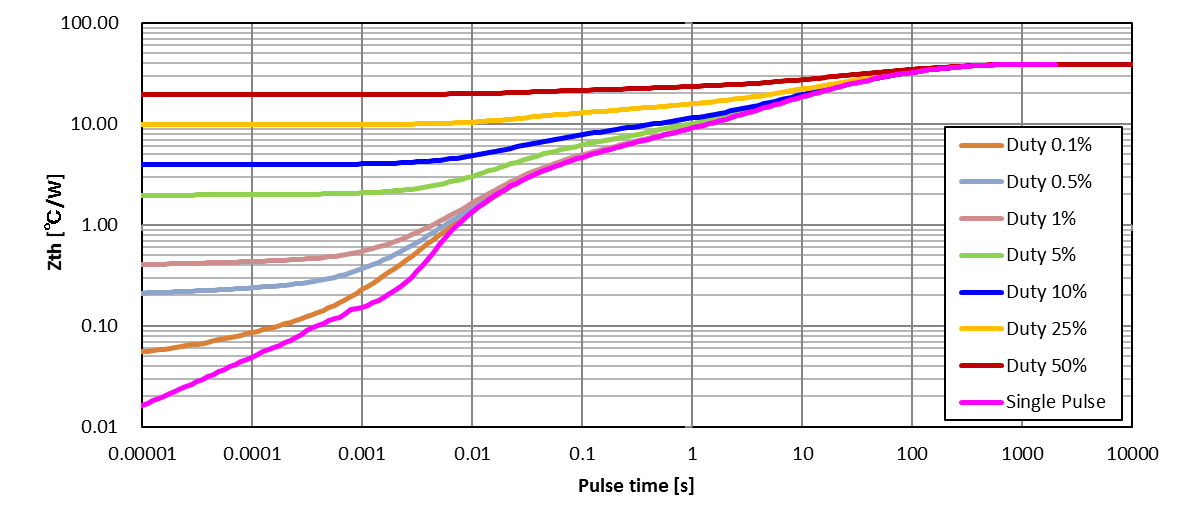 100.00
10.00
1.00
0.10
0.01
Zth [℃/W]
0.00001
0.0001
0.001
0.01
0.1
1
10
100
1000
10000
Pulse time [s]
Duty 0.1%
Duty 0.5%
Duty 1%
Duty 5%
Duty 10%
Duty 25%
Duty 50%
Single Pulse